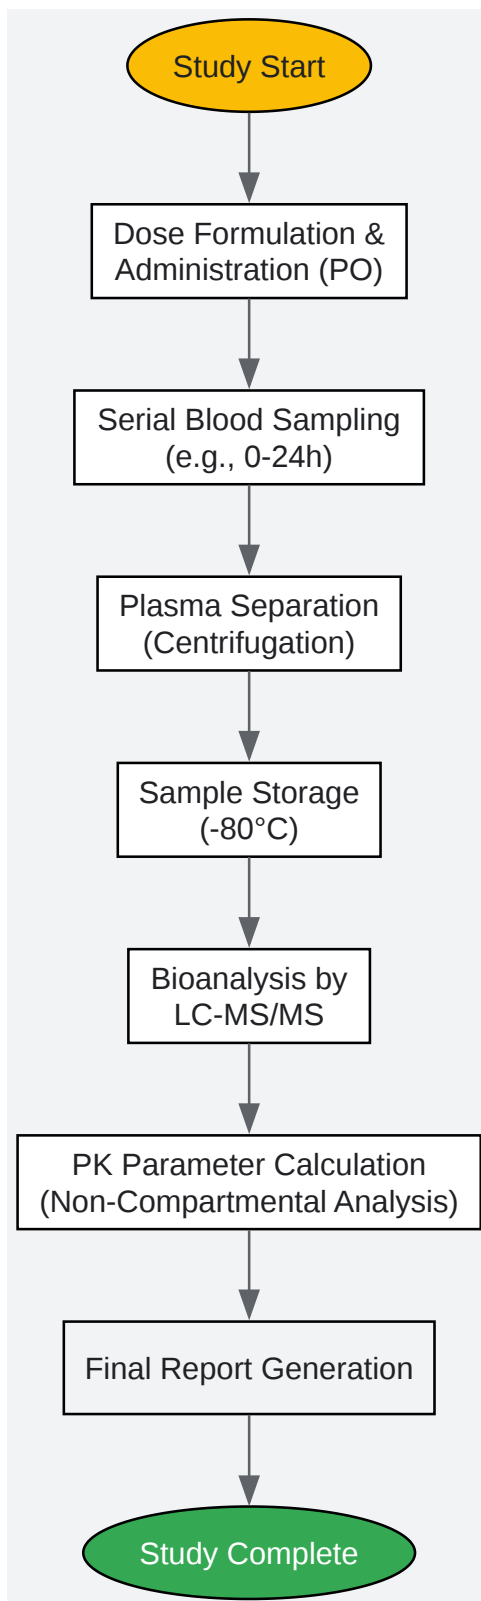 Study Start
Dose Formulation &
Administration (PO)
Serial Blood Sampling
(e.g., 0-24h)
Plasma Separation
(Centrifugation)
Sample Storage
(-80°C)
Bioanalysis by
LC-MS/MS
PK Parameter Calculation
(Non-Compartmental Analysis)
Final Report Generation
Study Complete